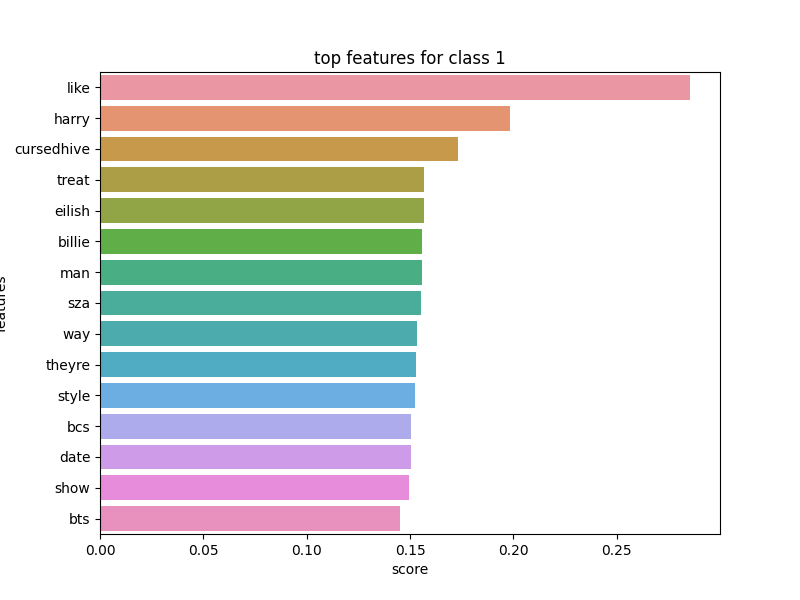 top features for class 1
like
harry
cursedhive
treat
eilish
billie
man
sza
way
theyre
style
bcs
date
show
bts
features
0.00 0.05 0.10 0.15 0.20 0.25
score